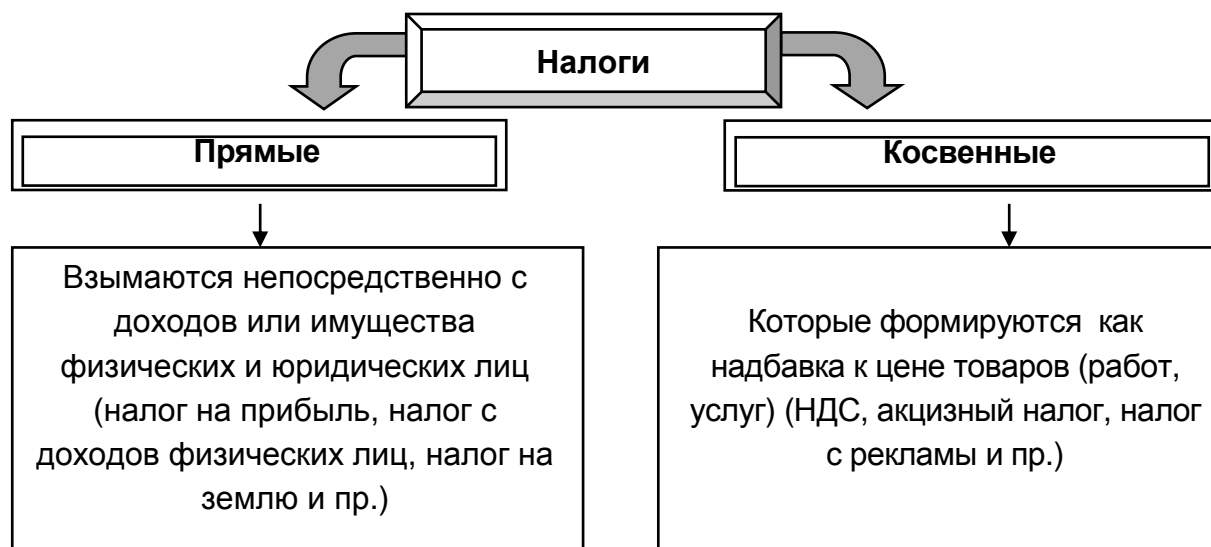 Налоги
Прямые
Косвенные
Взымаются непосредственно с
доходов или имущества
физических и юридических лиц
(налог на прибыль, налог с
доходов физических лиц, налог на
землю и пр.)
Которые формируются как
надбавка к цене товаров (работ,
услуг) (НДС, акцизный налог, налог
с рекламы и пр.)